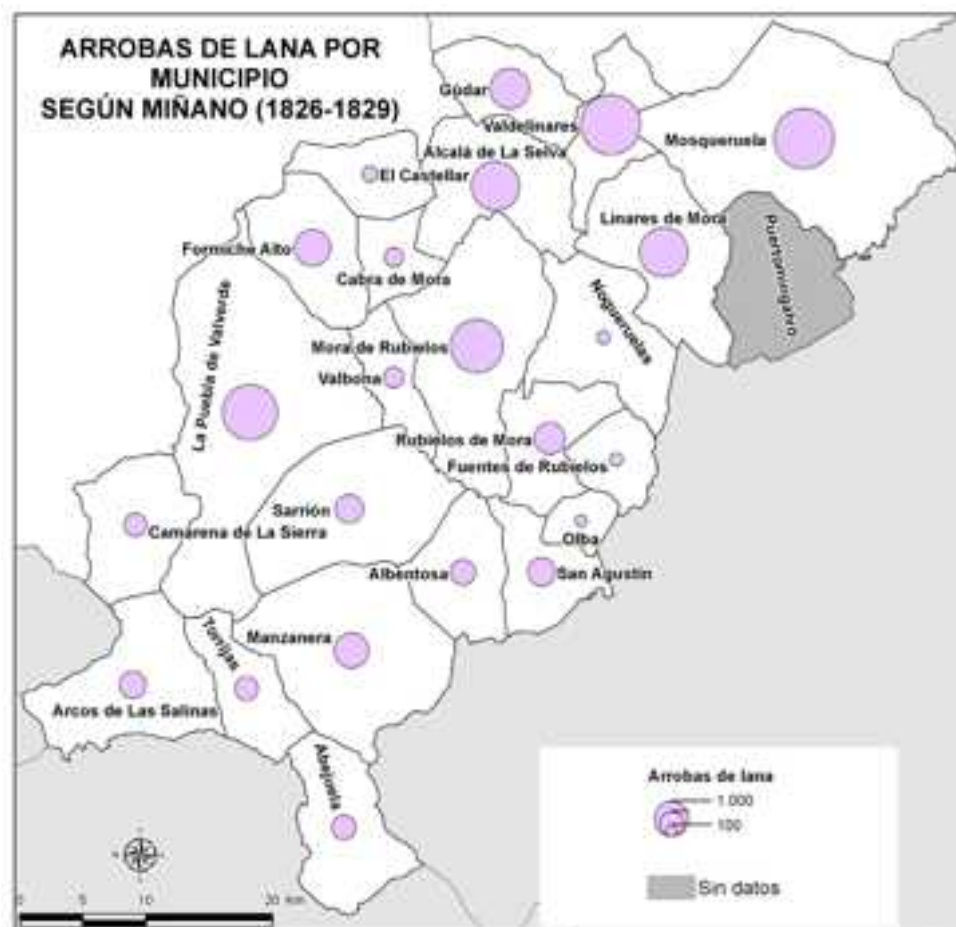 ARROBAS DE LANA POR
MUNICIPIO
SEGÚN MIÑANO (1826-1829)
Gúdar
Valdelinares
Mosqueruela
Alcalá de La Selva
El Castellar
Linares de Mora
Puertomingalvo
Formiche Alto
Cabra de Mora
Nogueruelas
La Puebla de Valverde
Mora de Rubielos
Valbona
Rubielos de Mora
Fuentes de Rubielos
Sarrión
Camarena de La Sierra
Olba
Albentosa
San Agustín
Torrijas
Manzanera
Arcos de Las Salinas
Abejuela
Arrobas de lana
1.000
100
Sin datos
0 5 10 20 Km